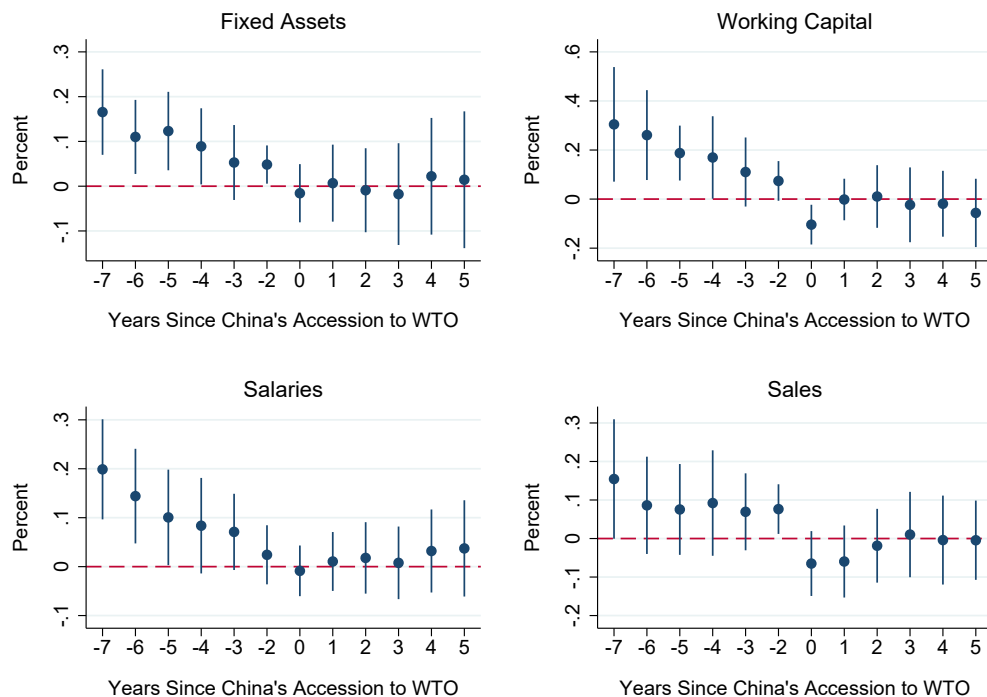 Fixed Assets
Percent
.3
.2
.1
0
-.1
-7 -6 -5 -4 -3 -2 0 1 2 3 4 5
Years Since China's Accession to WTO
Working Capital
Percent
.6
.4
.2
0
-.2
-7 -6 -5 -4 -3 -2 0 1 2 3 4 5
Years Since China's Accession to WTO
Salaries
Percent
.3
.2
.1
0
-.1
-7 -6 -5 -4 -3 -2 0 1 2 3 4 5
Years Since China's Accession to WTO
Sales
Percent
.3
.2
.1
0
-.1
-.2
-7 -6 -5 -4 -3 -2 0 1 2 3 4 5
Years Since China's Accession to WTO